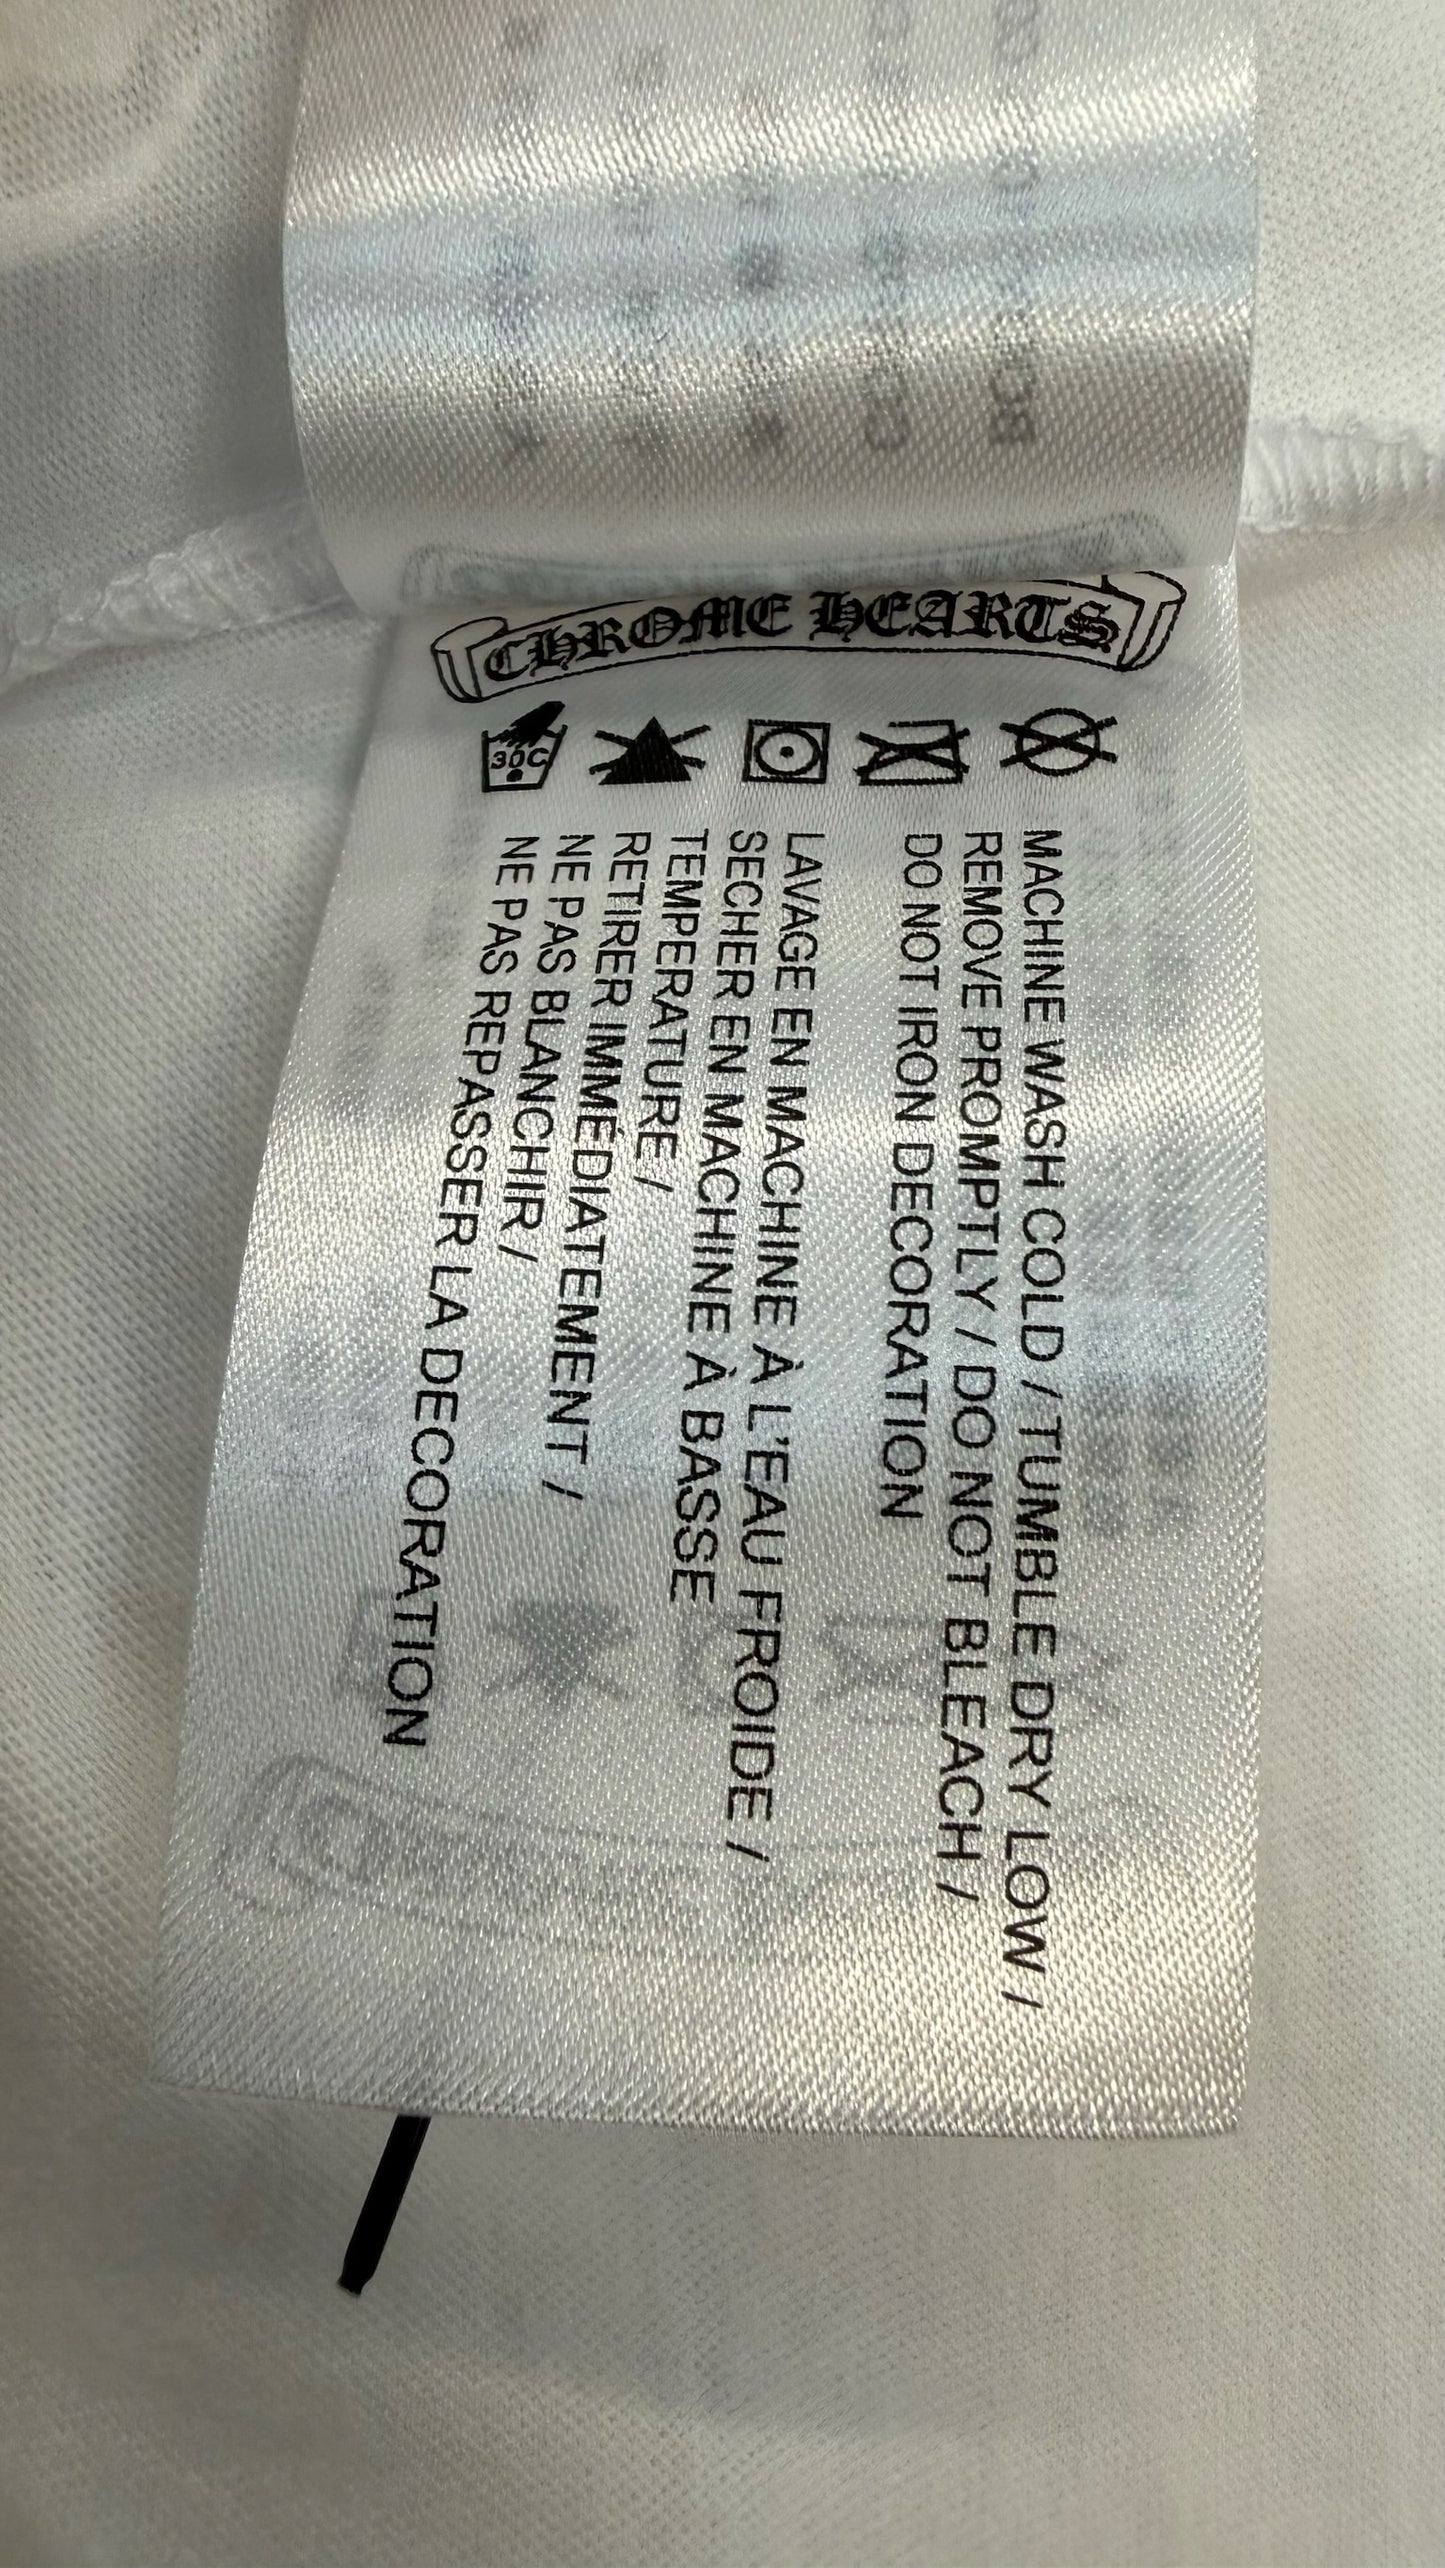 CHROME HEARTS
30C
MACHINE WASH COLD / TUMBLE DRY LOW /
REMOVE PROMPTLY / DO NOT BLEACH /
DO NOT IRON DECORATION
LAVAGE EN MACHINE À L'EAU FROIDE /
SECHER EN MACHINE À BASSE
TEMPERATURE /
RETIRER IMMÉDIATEMENT /
NE PAS BLANCHIR /
NE PAS REPASSER LA DECORATION